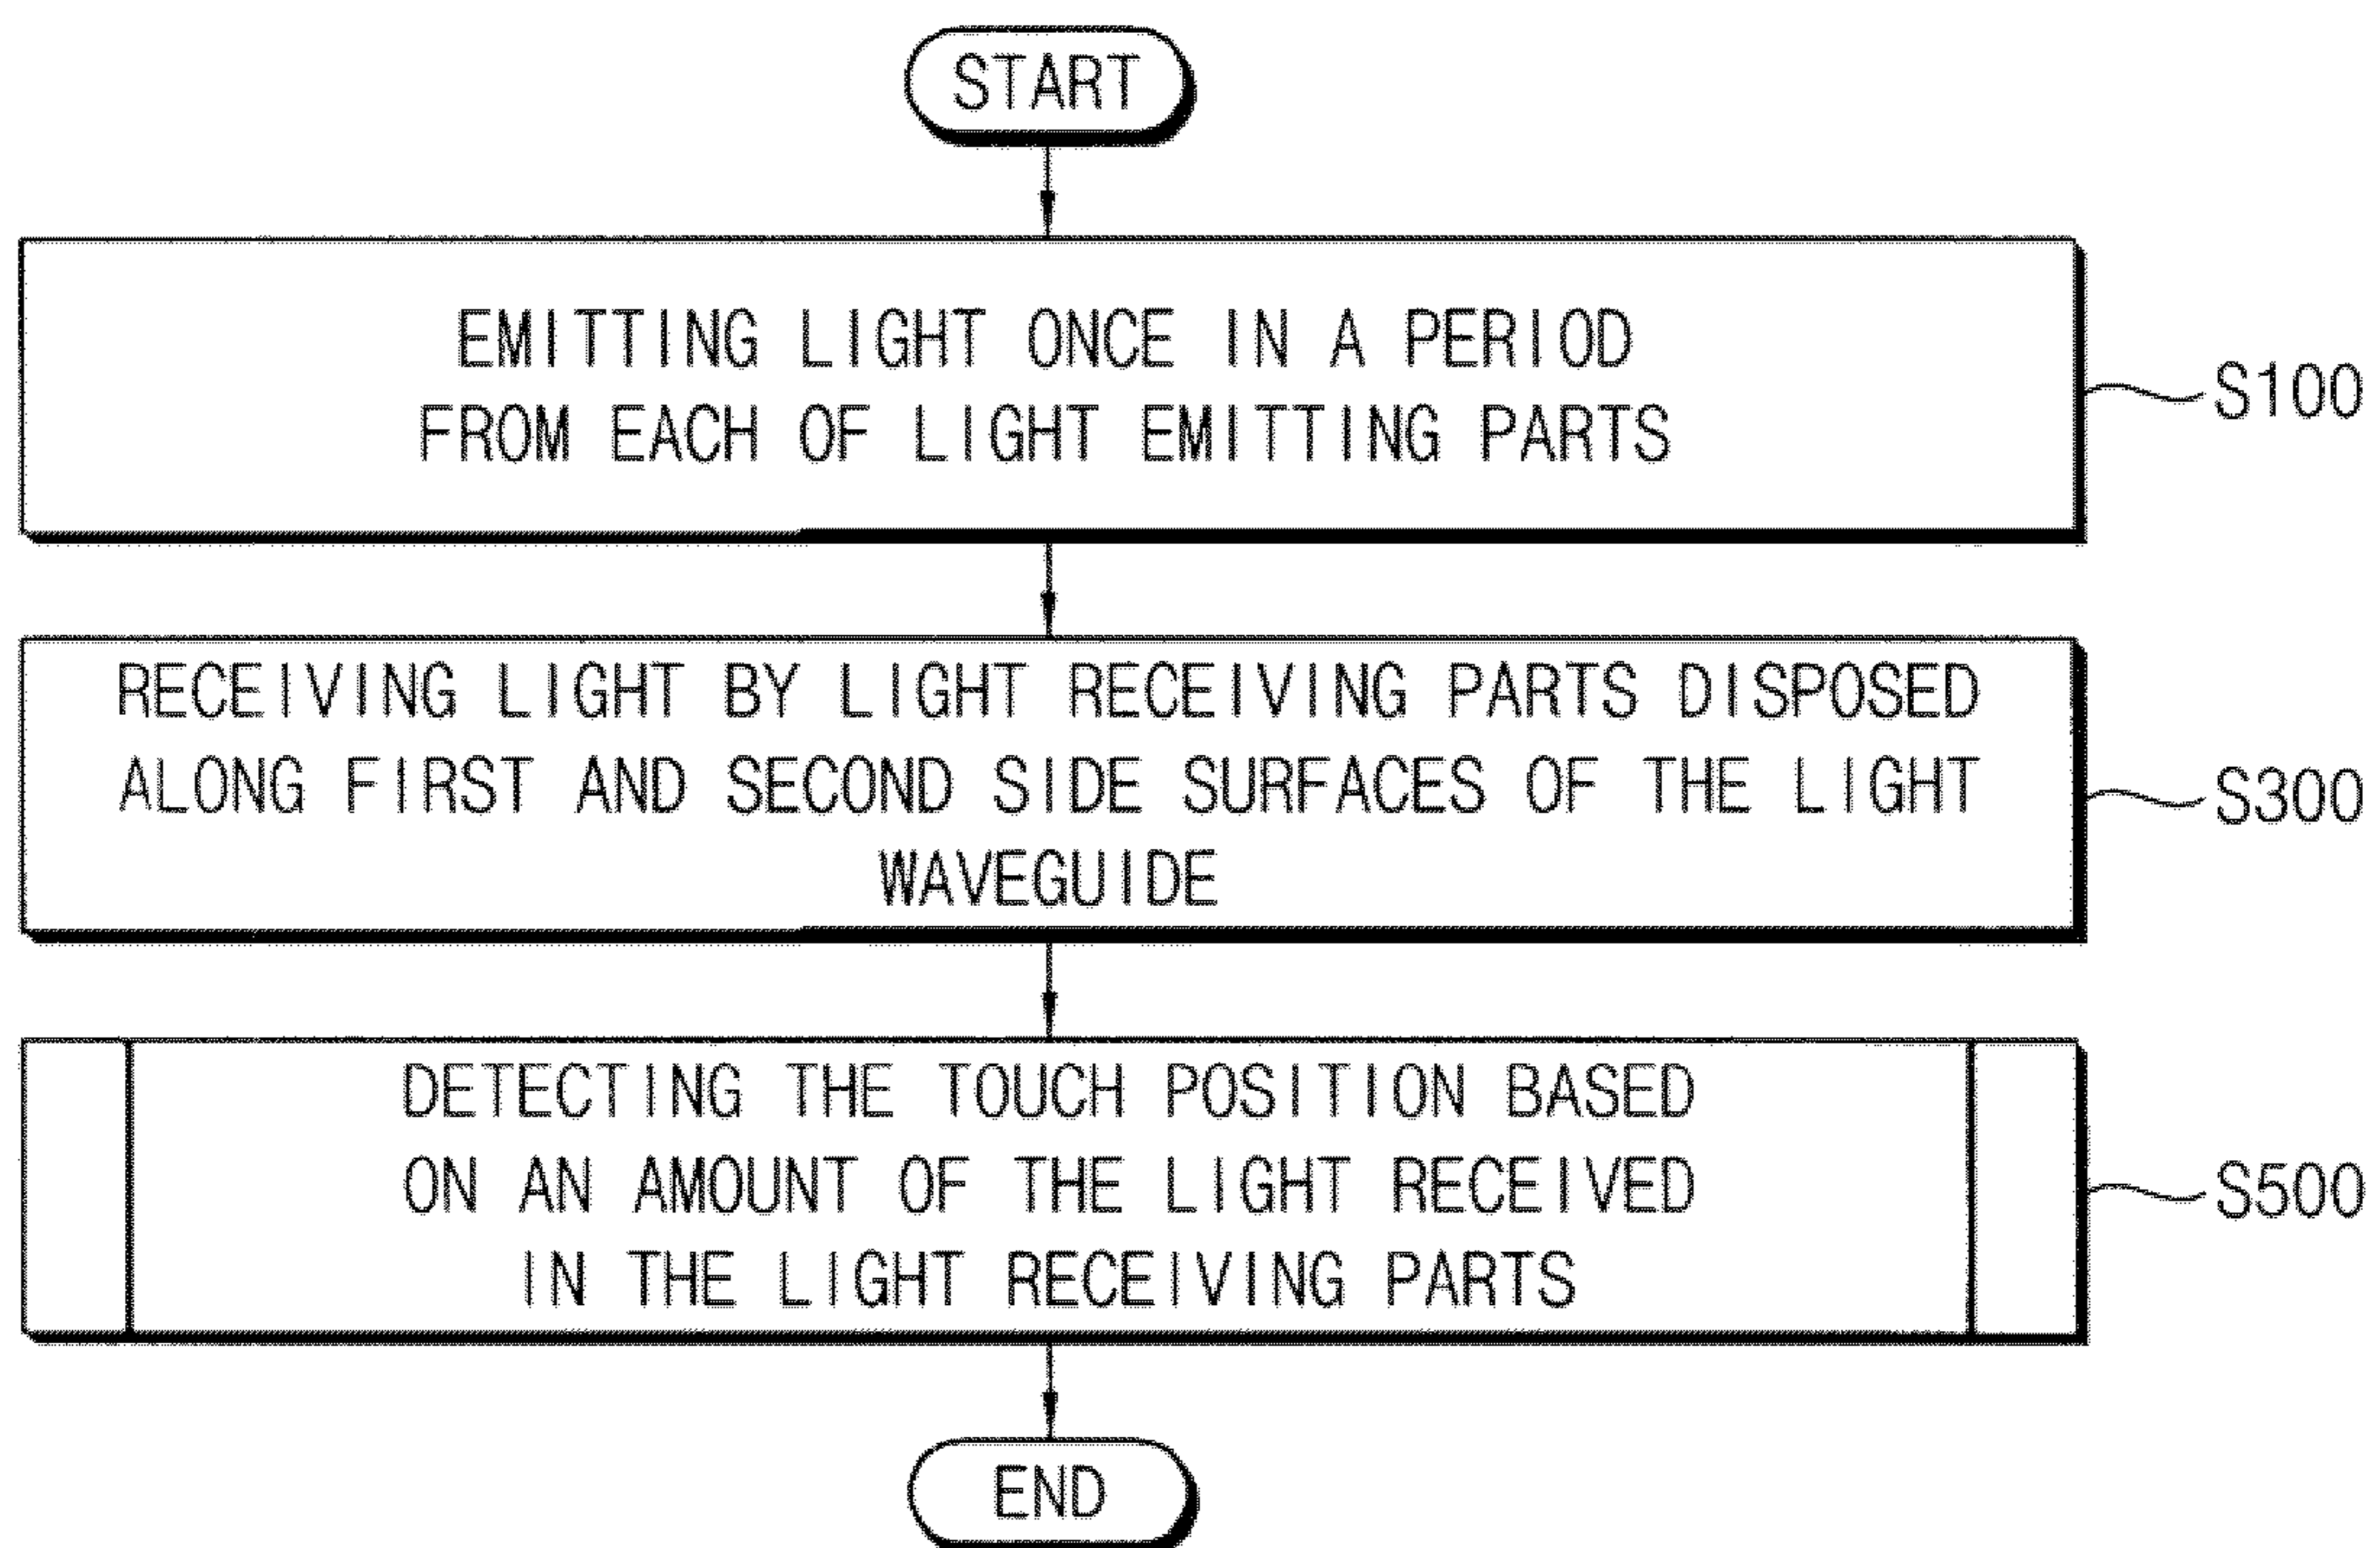 START
EMITTING LIGHT ONCE IN A PERIOD
FROM EACH OF LIGHT EMITTING PARTS
S100
RECEIVING LIGHT BY LIGHT RECEIVING PARTS DISPOSED
ALONG FIRST AND SECOND SIDE SURFACES OF THE LIGHT
WAVEGUIDE
S300
DETECTING THE TOUCH POSITION BASED
ON AN AMOUNT OF THE LIGHT RECEIVED
IN THE LIGHT RECEIVING PARTS
S500
END